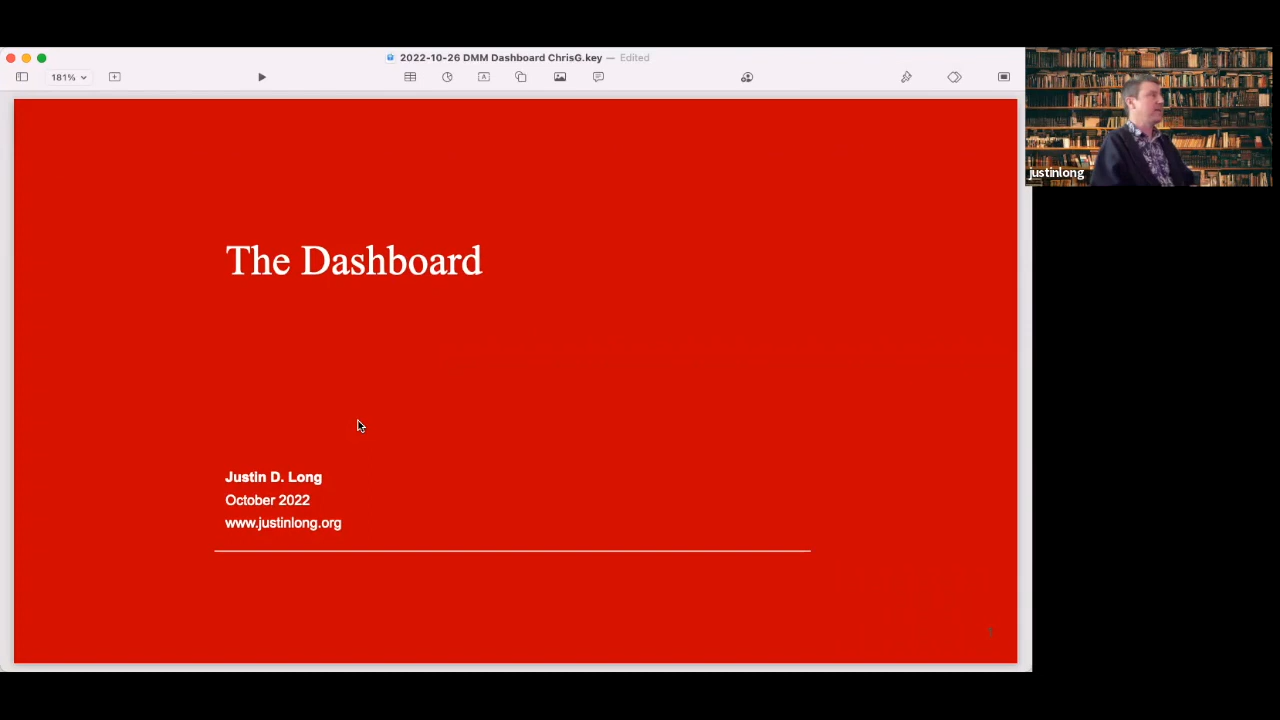 2022-10-26 DMM Dashboard ChrisG.key — Edited
181%
justinlong
The Dashboard
Justin D. Long
October 2022
www.justinlong.org